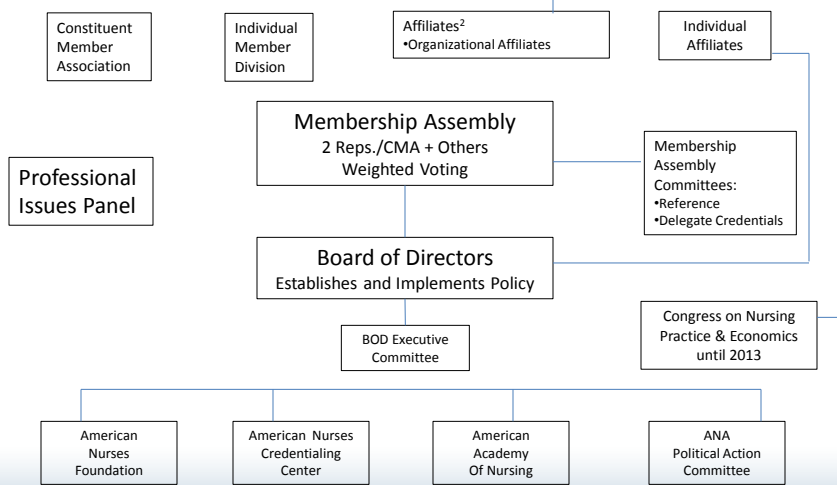 Constituent
Member
Association
Individual
Member
Division
Affiliates²
•Organizational Affiliates
Individual
Affiliates
Membership Assembly
2 Reps./CMA + Others
Weighted Voting
Membership
Assembly
Committees:
•Reference
•Delegate Credentials
Professional
Issues Panel
Board of Directors
Establishes and Implements Policy
BOD Executive
Committee
Congress on Nursing
Practice & Economics
until 2013
American
Nurses
Foundation
American Nurses
Credentialing
Center
American
Academy
Of Nursing
ANA
Political Action
Committee